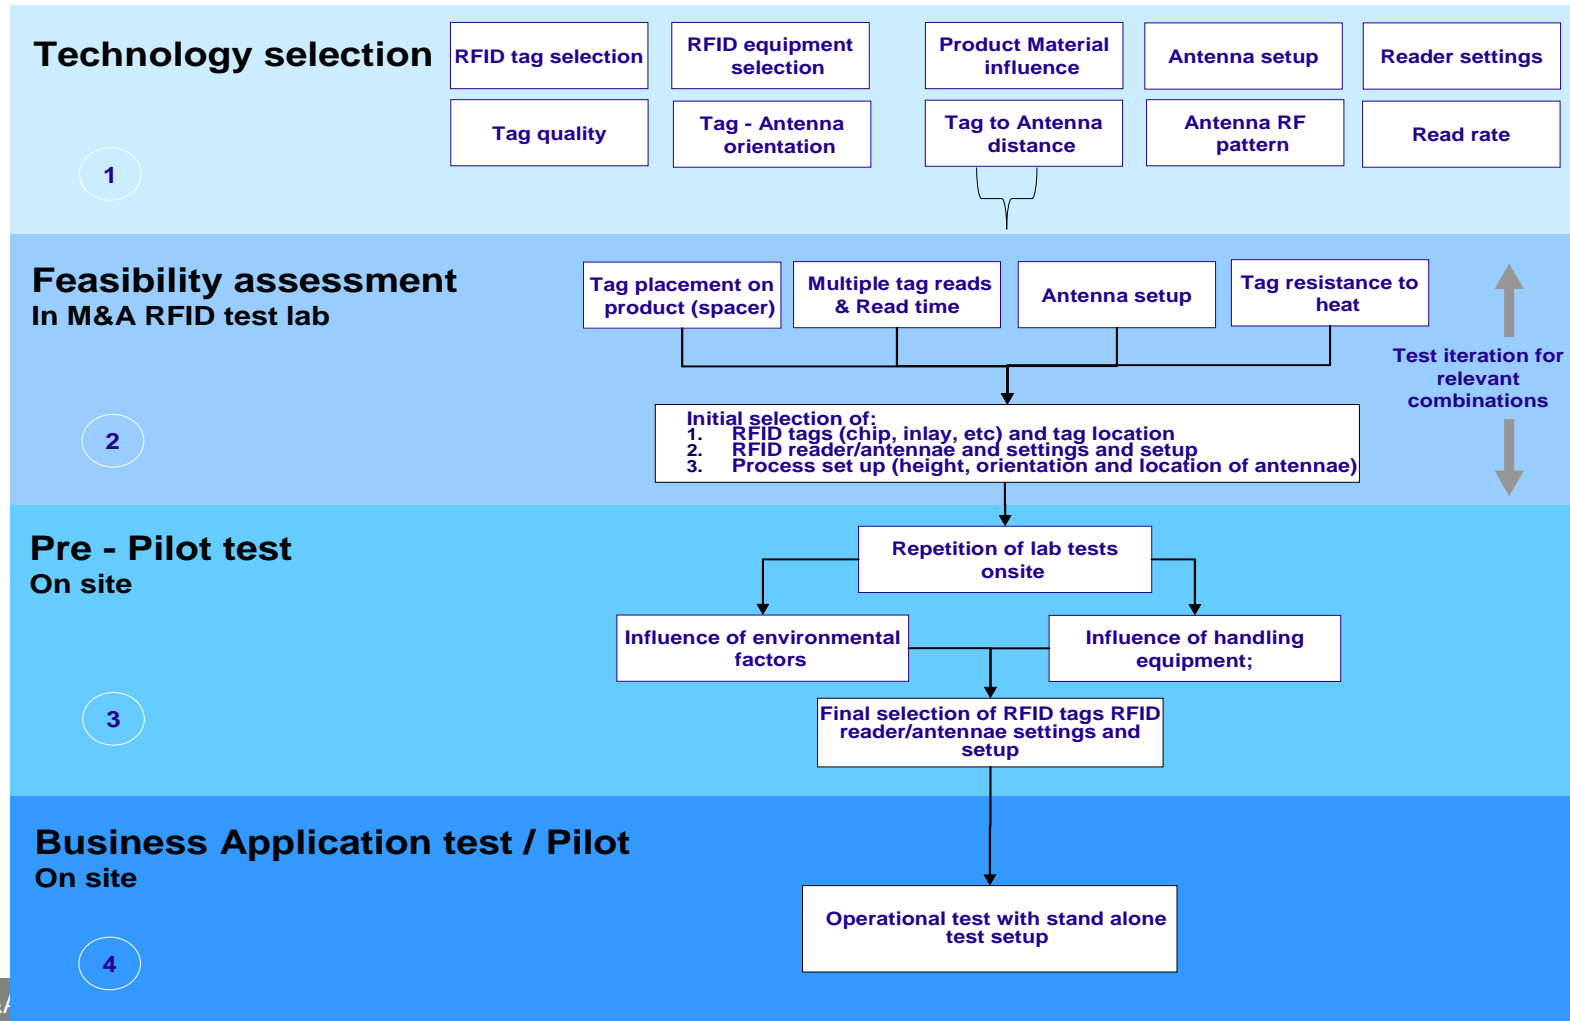 Technology selection
RFID tag selection
RFID equipment
selection
Product Material
influence
Antenna setup
Reader settings
Tag quality
Tag - Antenna
orientation
Tag to Antenna
distance
Antenna RF
pattern
Read rate
1
Feasibility assessment
In M&A RFID test lab
Tag placement on
product (spacer)
Multiple tag reads
& Read time
Antenna setup
Tag resistance to
heat
Test iteration for
relevant
combinations
2
Initial selection of:
1. RFID tags (chip, inlay, etc) and tag location
2. RFID reader/antennae and settings and setup
3. Process set up (height, orientation and location of antennae)
Pre - Pilot test
On site
Repetition of lab tests
onsite
Influence of environmental
factors
Influence of handling
equipment;
3
Final selection of RFID tags RFID
reader/antennae settings and
setup
Business Application test / Pilot
On site
Operational test with stand alone
test setup
4